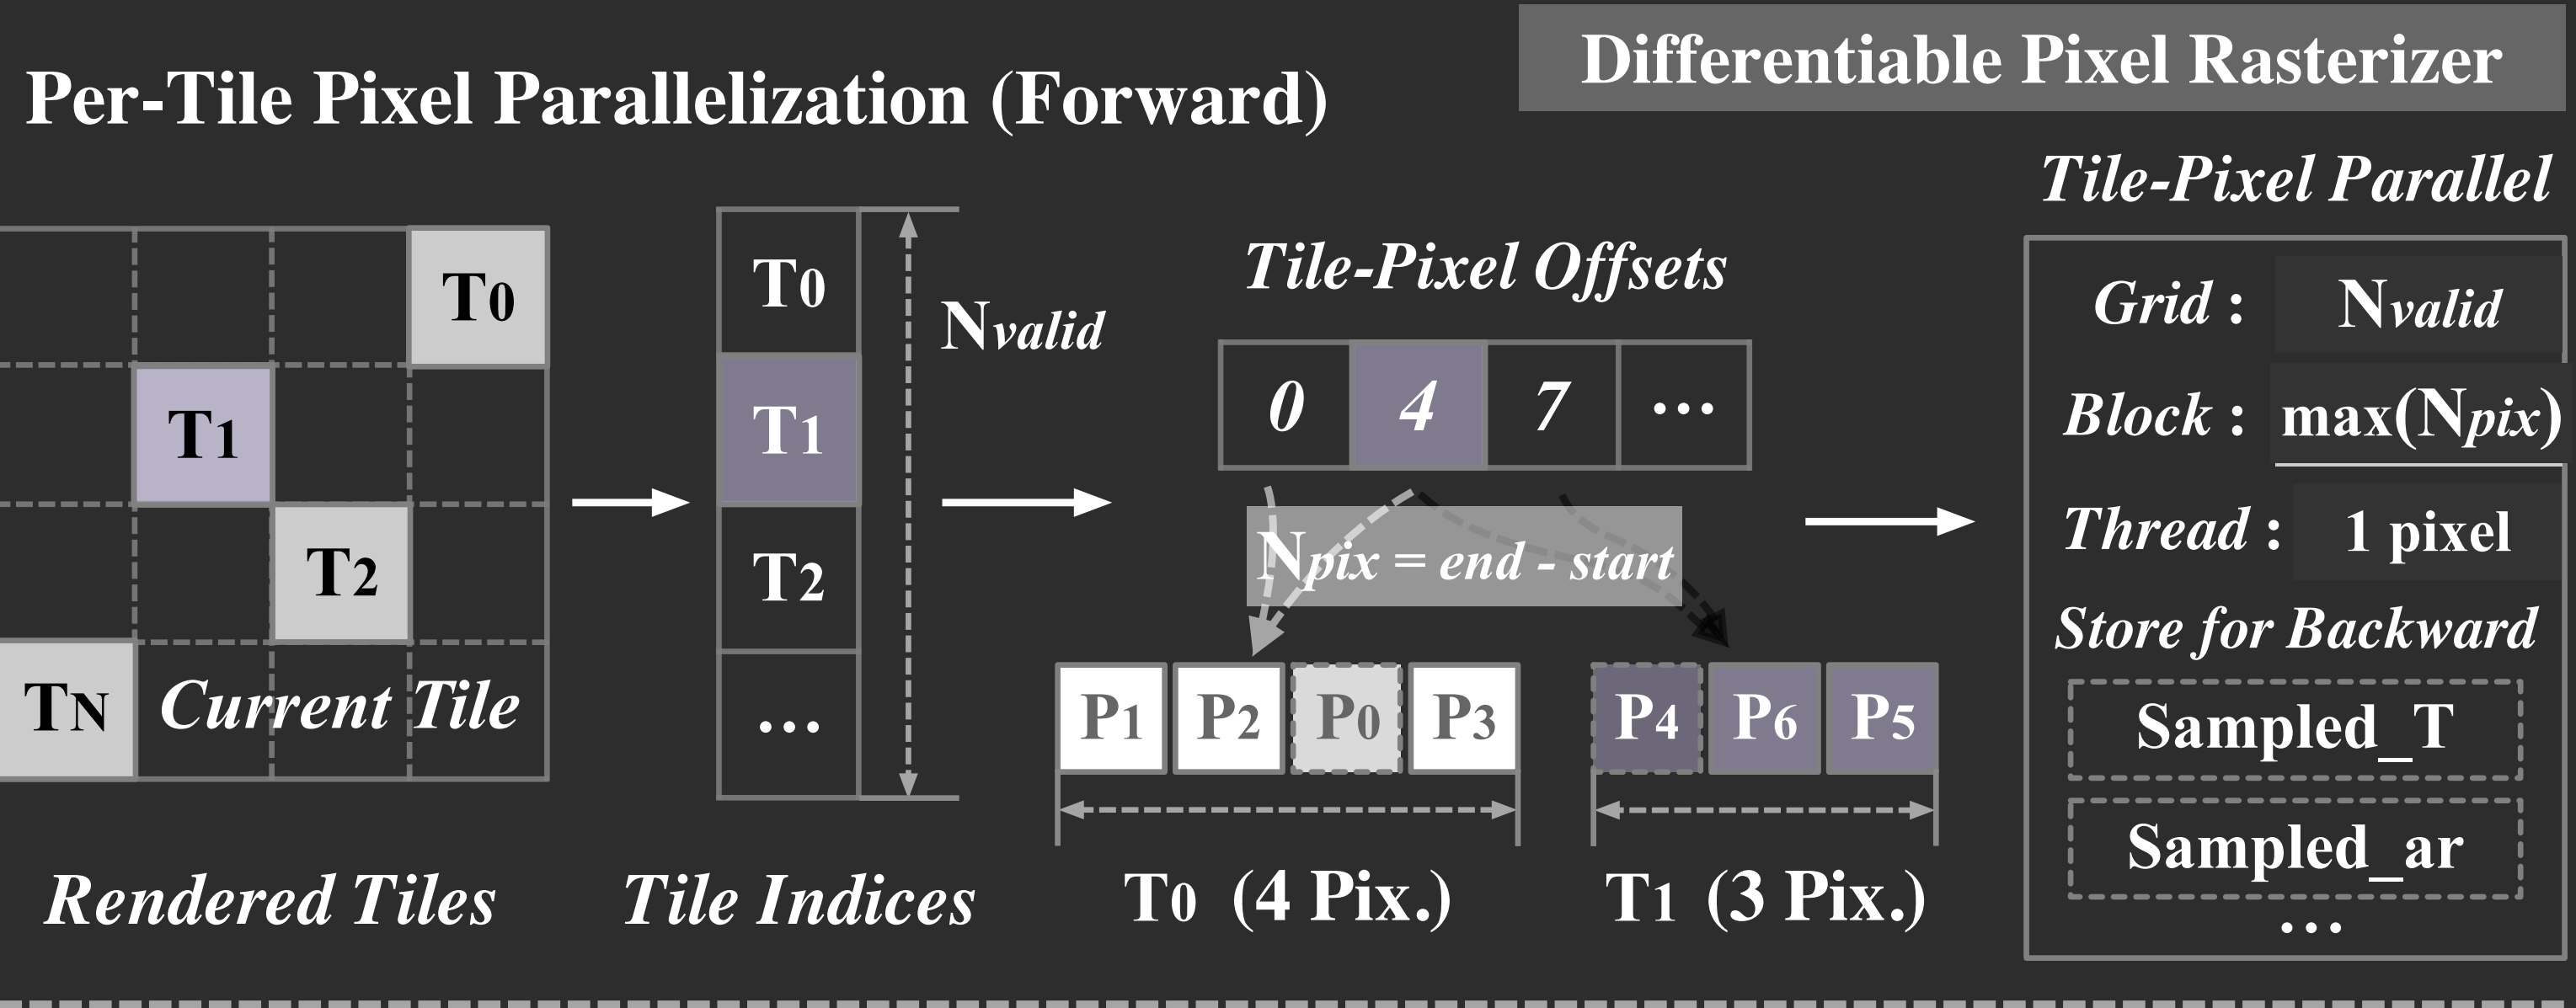 Differentiable Pixel Rasterizer
Per-Tile Pixel Parallelization (Forward)
T0
T1
T2
TN
Current Tile
Rendered Tiles
T0
T1
T2
...
Nvalid
Tile Indices
Tile-Pixel Offsets
0 4 7 ...
Npix = end - start
P1 P2 P0 P3
P4 P6 P5
T0 (4 Pix.)
T1 (3 Pix.)
Tile-Pixel Parallel
Grid : Nvalid
Block : max(Npix)
Thread : 1 pixel
Store for Backward
Sampled_T
Sampled_ar
...